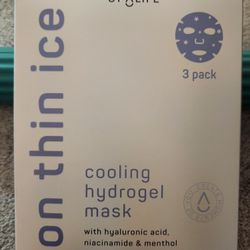 3 pack
on thin ice
cooling
hydrogel
mask
with hyaluronic acid,
niacinamide & menthol